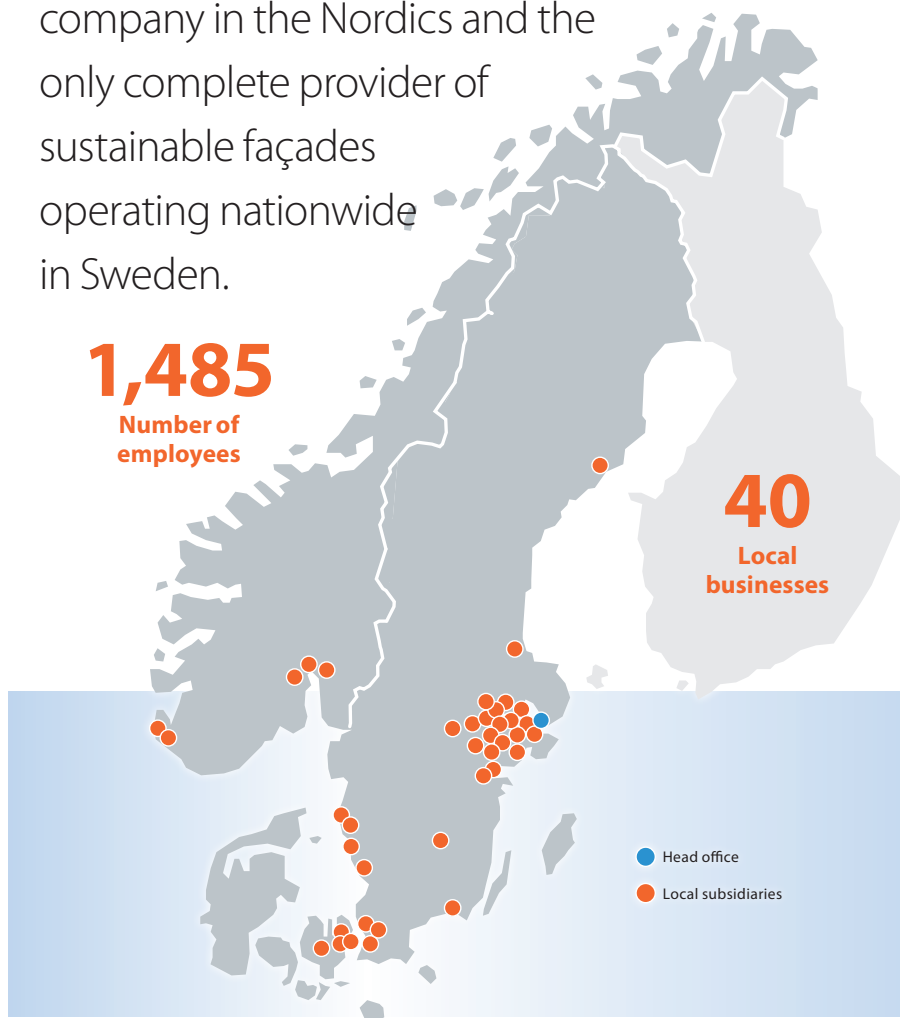 company in the Nordics and the
only complete provider of
sustainable façades
operating nationwide
in Sweden.
1,485
Number of
employees
40
Local
businesses
Head office
Local subsidiaries